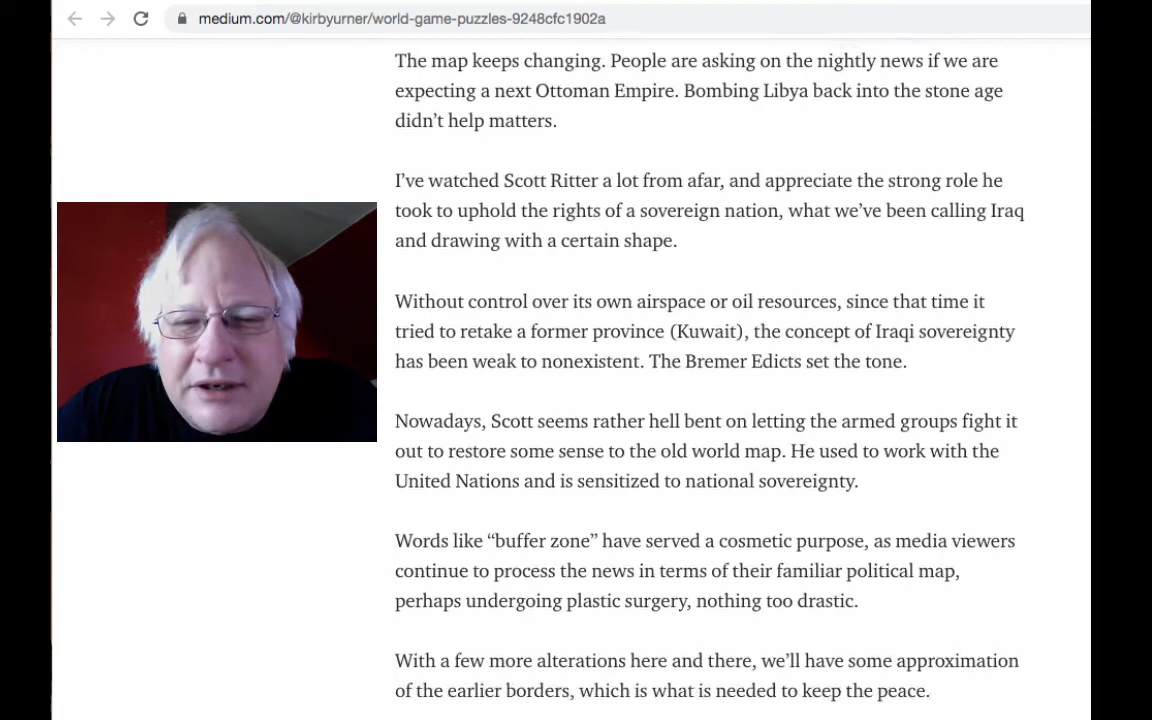 medium.com/@kirbyurner/world-game-puzzles-9248cfc1902a
The map keeps changing. People are asking on the nightly news if we are
expecting a next Ottoman Empire. Bombing Libya back into the stone age
didn’t help matters.
I’ve watched Scott Ritter a lot from afar, and appreciate the strong role he
took to uphold the rights of a sovereign nation, what we’ve been calling Iraq
and drawing with a certain shape.
Without control over its own airspace or oil resources, since that time it
tried to retake a former province (Kuwait), the concept of Iraqi sovereignty
has been weak to nonexistent. The Bremer Edicts set the tone.
Nowadays, Scott seems rather hell bent on letting the armed groups fight it
out to restore some sense to the old world map. He used to work with the
United Nations and is sensitized to national sovereignty.
Words like “buffer zone” have served a cosmetic purpose, as media viewers
continue to process the news in terms of their familiar political map,
perhaps undergoing plastic surgery, nothing too drastic.
With a few more alterations here and there, we’ll have some approximation
of the earlier borders, which is what is needed to keep the peace.